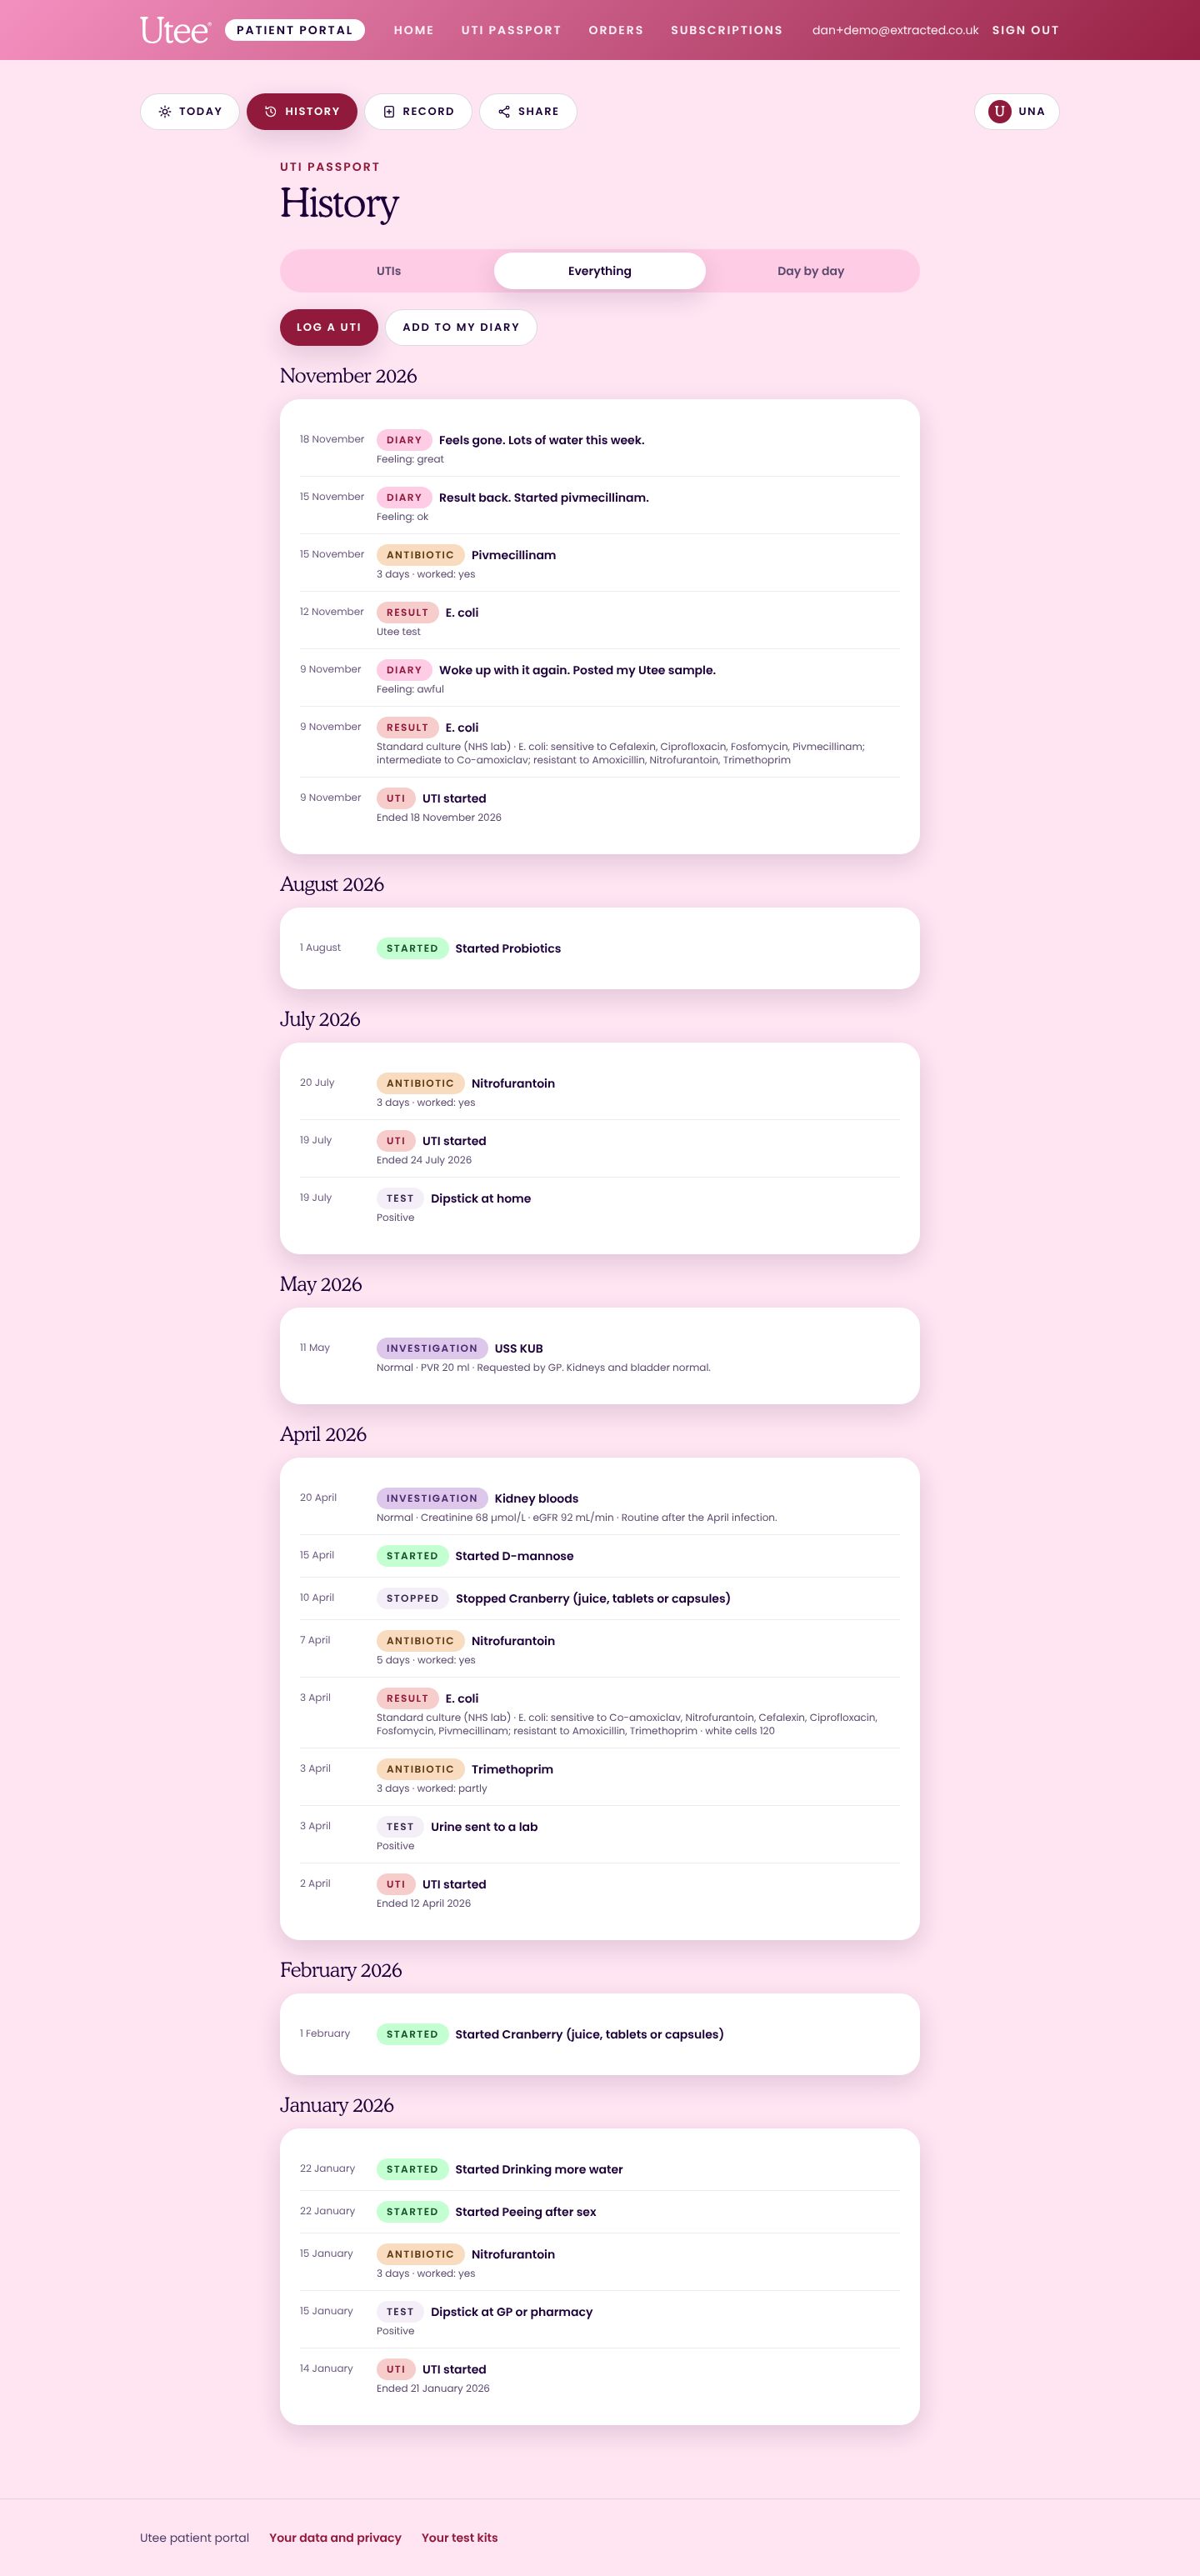 Utee® PATIENT PORTAL HOME UTI PASSPORT ORDERS SUBSCRIPTIONS dan+demo@extracted.co.uk SIGN OUT
TODAY HISTORY RECORD SHARE U UNA
UTI PASSPORT
History
UTIs Everything Day by day
LOG A UTI ADD TO MY DIARY
November 2026
18 November DIARY Feels gone. Lots of water this week.
Feeling: great
15 November DIARY Result back. Started pivmecillinam.
Feeling: ok
15 November ANTIBIOTIC Pivmecillinam
3 days · worked: yes
12 November RESULT E. coli
Utee test
9 November DIARY Woke up with it again. Posted my Utee sample.
Feeling: awful
9 November RESULT E. coli
Standard culture (NHS lab) · E. coli: sensitive to Cefalexin, Ciprofloxacin, Fosfomycin, Pivmecillinam;
intermediate to Co-amoxiclav; resistant to Amoxicillin, Nitrofurantoin, Trimethoprim
9 November UTI UTI started
Ended 18 November 2026
August 2026
1 August STARTED Started Probiotics
July 2026
20 July ANTIBIOTIC Nitrofurantoin
3 days · worked: yes
19 July UTI UTI started
Ended 24 July 2026
19 July TEST Dipstick at home
Positive
May 2026
11 May INVESTIGATION USS KUB
Normal · PVR 20 ml · Requested by GP. Kidneys and bladder normal.
April 2026
20 April INVESTIGATION Kidney bloods
Normal · Creatinine 68 µmol/L · eGFR 92 mL/min · Routine after the April infection.
15 April STARTED Started D-mannose
10 April STOPPED Stopped Cranberry (juice, tablets or capsules)
7 April ANTIBIOTIC Nitrofurantoin
5 days · worked: yes
3 April RESULT E. coli
Standard culture (NHS lab) · E. coli: sensitive to Co-amoxiclav, Nitrofurantoin, Cefalexin, Ciprofloxacin,
Fosfomycin, Pivmecillinam; resistant to Amoxicillin, Trimethoprim · white cells 120
3 April ANTIBIOTIC Trimethoprim
3 days · worked: partly
3 April TEST Urine sent to a lab
Positive
2 April UTI UTI started
Ended 12 April 2026
February 2026
1 February STARTED Started Cranberry (juice, tablets or capsules)
January 2026
22 January STARTED Started Drinking more water
22 January STARTED Started Peeing after sex
15 January ANTIBIOTIC Nitrofurantoin
3 days · worked: yes
15 January TEST Dipstick at GP or pharmacy
Positive
14 January UTI UTI started
Ended 21 January 2026
Utee patient portal Your data and privacy Your test kits